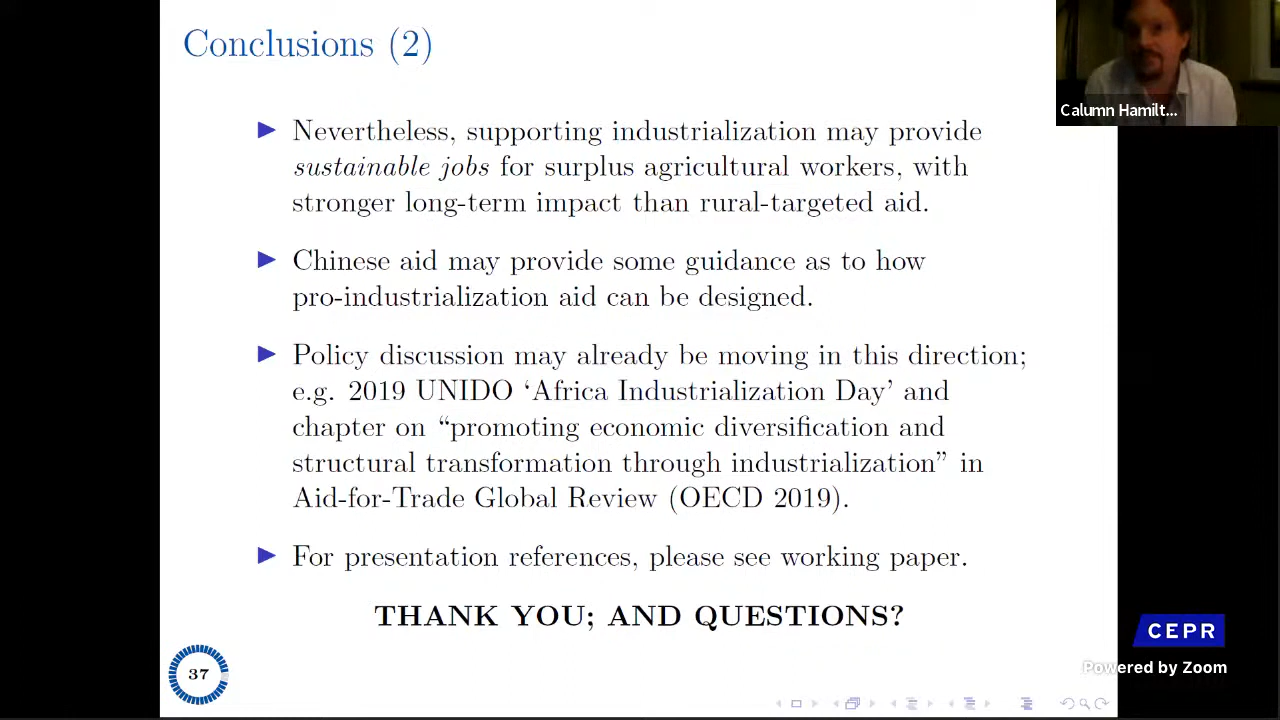 Conclusions (2)
Calumn Hamilt...
Nevertheless, supporting industrialization may provide
sustainable jobs for surplus agricultural workers, with
stronger long-term impact than rural-targeted aid.
Chinese aid may provide some guidance as to how
pro-industrialization aid can be designed.
Policy discussion may already be moving in this direction;
e.g. 2019 UNIDO ‘Africa Industrialization Day’ and
chapter on “promoting economic diversification and
structural transformation through industrialization” in
Aid-for-Trade Global Review (OECD 2019).
For presentation references, please see working paper.
THANK YOU; AND QUESTIONS?
CEPR
Powered by Zoom
37